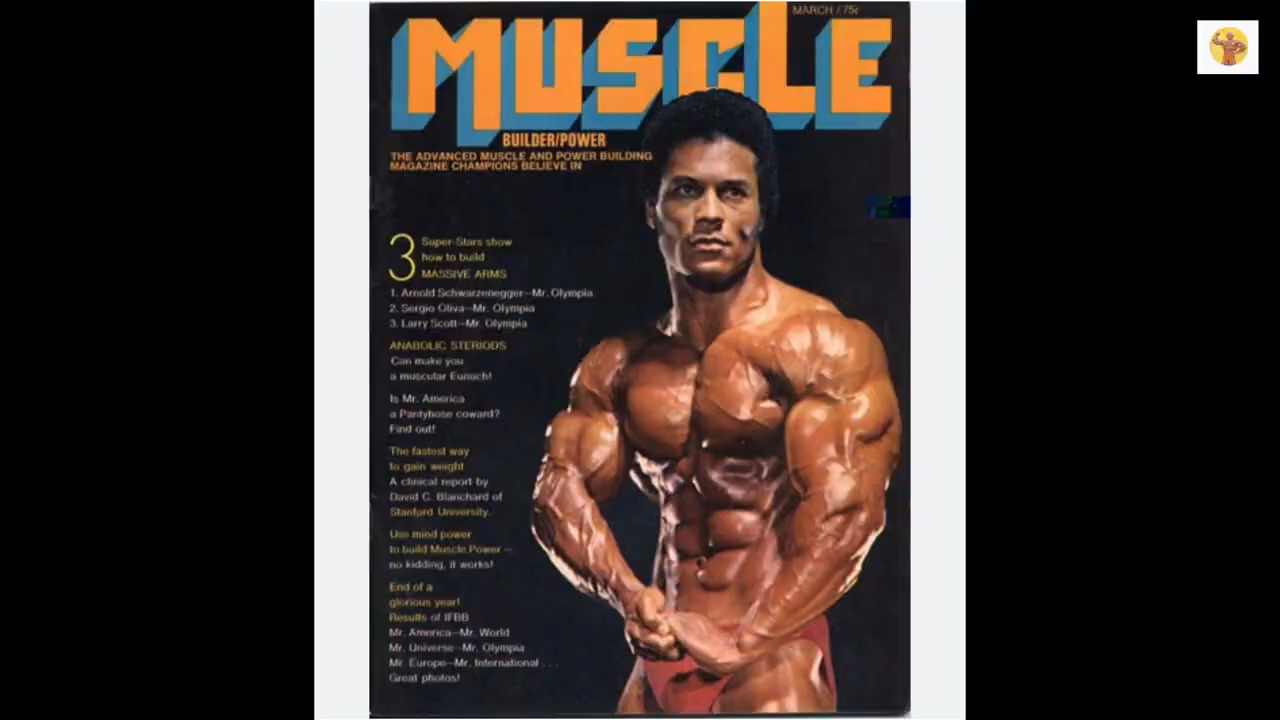 MARCH / 75¢
MUSCLE
BUILDER/POWER
THE ADVANCED MUSCLE AND POWER BUILDING
MAGAZINE CHAMPIONS BELIEVE IN
3 Super-Stars show
how to build
MASSIVE ARMS
1. Arnold Schwarzenegger—Mr. Olympia
2. Sergio Oliva—Mr. Olympia
3. Larry Scott—Mr. Olympia
ANABOLIC STERIODS
Can make you
a muscular Eunuch!
Is Mr. America
a Pantyhose coward?
Find out!
The fastest way
to gain weight
A clinical report by
David C. Blanchard of
Stanford University.
Use mind power
to build Muscle Power —
no kidding, it works!
End of a
glorious year!
Results of IFBB
Mr. America—Mr. World
Mr. Universe—Mr. Olympia
Mr. Europe—Mr. International . . .
Great photos!